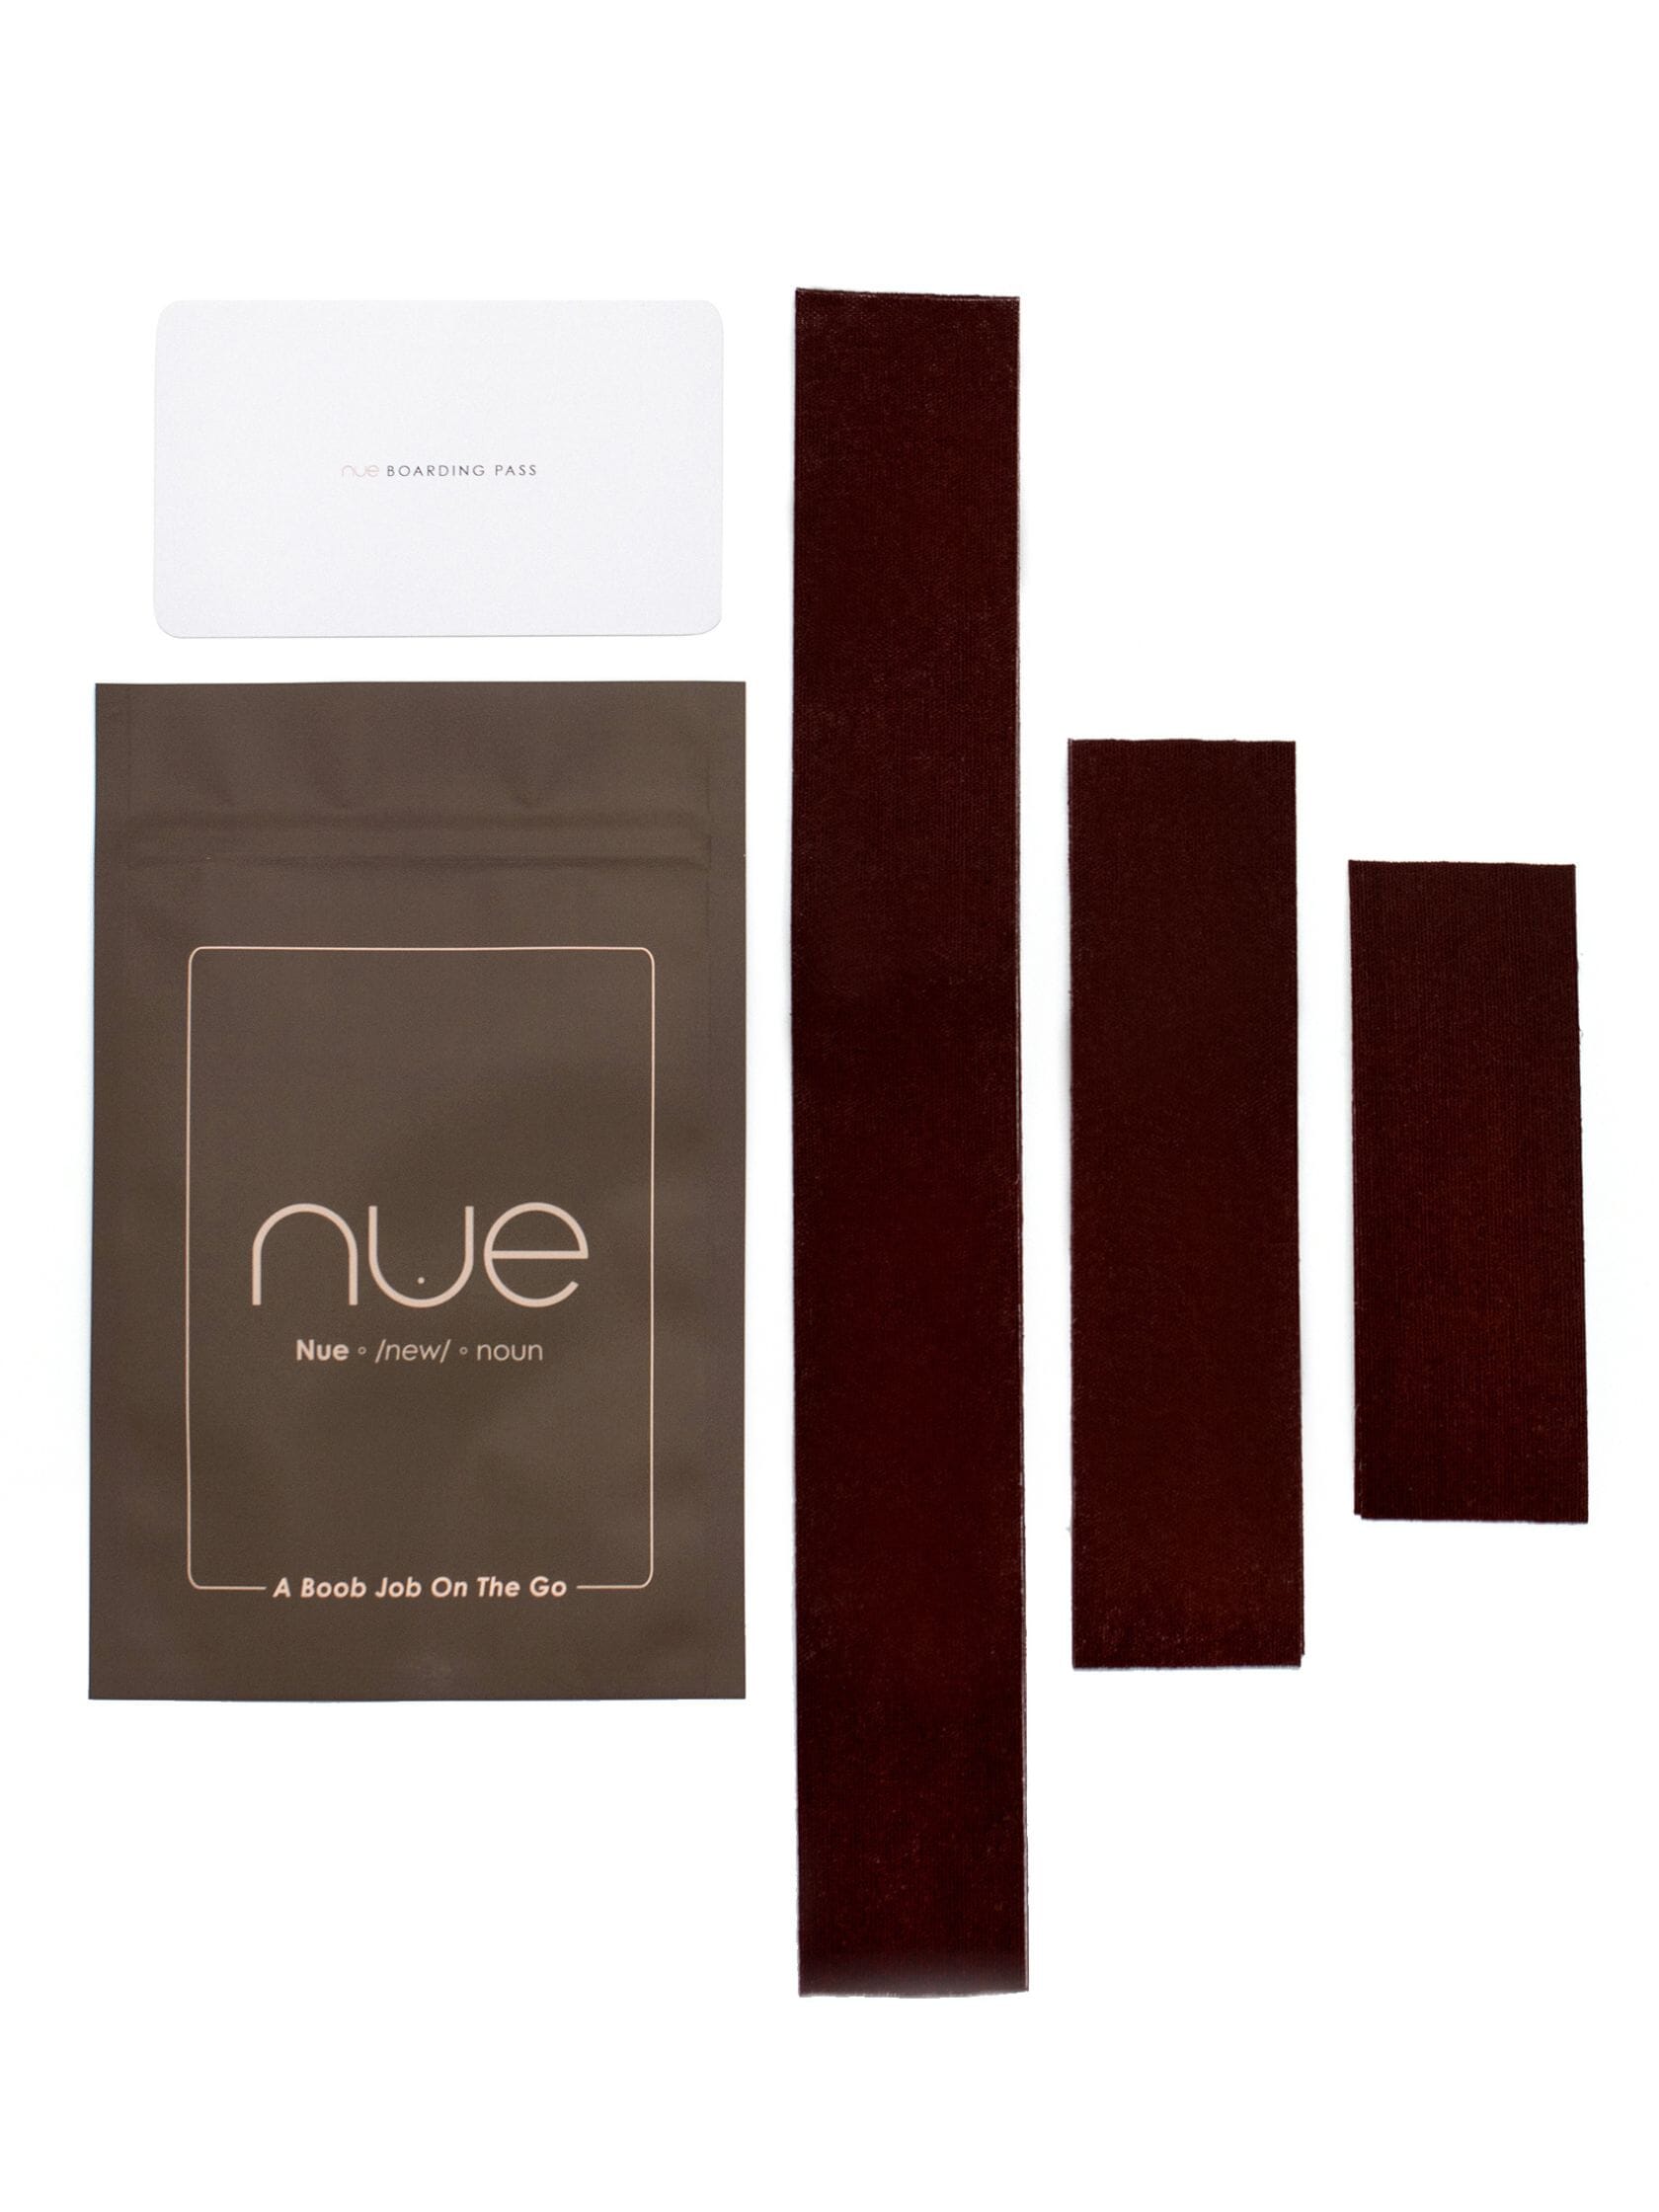 nue BOARDING PASS
nue
Nue ◦ /new/ ◦ noun
A Boob Job On The Go